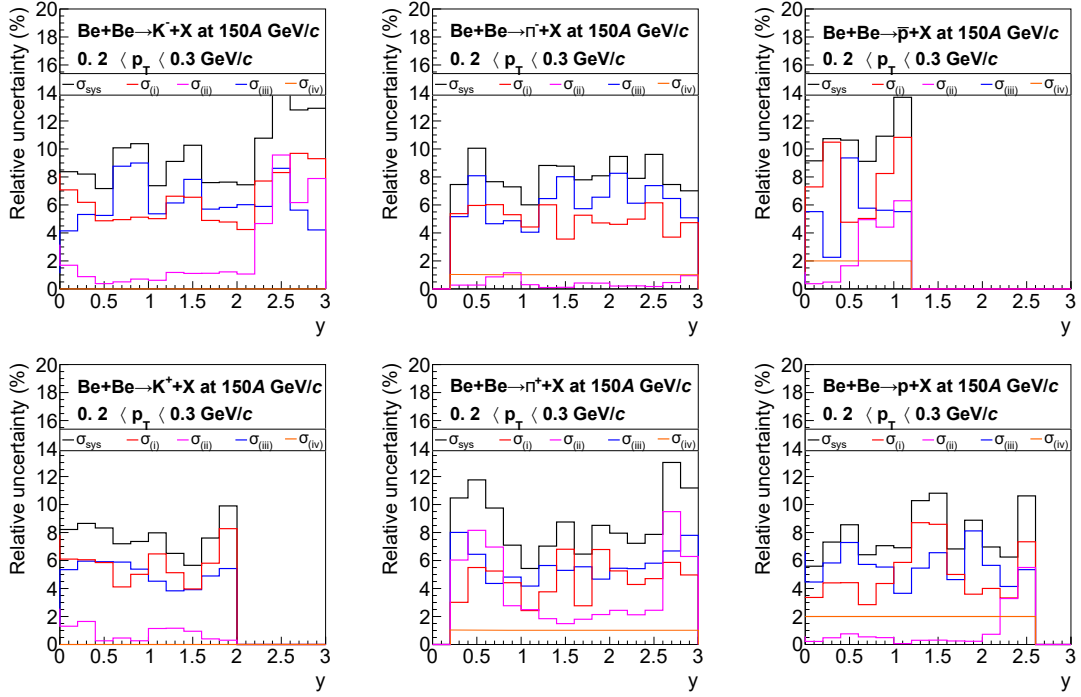 Relative uncertainty (%)
20
18
16
14
12
10
8
6
4
2
0
Be+Be→K⁻+X at 150A GeV/c
0. 2 〈 p_T 〈 0.3 GeV/c
σ_sys σ_(i) σ_(ii) σ_(iii) σ_(iv)
0 0.5 1 1.5 2 2.5 3
y
Relative uncertainty (%)
20
18
16
14
12
10
8
6
4
2
0
Be+Be→π⁻+X at 150A GeV/c
0. 2 〈 p_T 〈 0.3 GeV/c
σ_sys σ_(i) σ_(ii) σ_(iii) σ_(iv)
0 0.5 1 1.5 2 2.5 3
y
Relative uncertainty (%)
20
18
16
14
12
10
8
6
4
2
0
Be+Be→p̅+X at 150A GeV/c
0. 2 〈 p_T 〈 0.3 GeV/c
σ_sys σ_(i) σ_(ii) σ_(iii) σ_(iv)
0 0.5 1 1.5 2 2.5 3
y
Relative uncertainty (%)
20
18
16
14
12
10
8
6
4
2
0
Be+Be→K⁺+X at 150A GeV/c
0. 2 〈 p_T 〈 0.3 GeV/c
σ_sys σ_(i) σ_(ii) σ_(iii) σ_(iv)
0 0.5 1 1.5 2 2.5 3
y
Relative uncertainty (%)
20
18
16
14
12
10
8
6
4
2
0
Be+Be→π⁺+X at 150A GeV/c
0. 2 〈 p_T 〈 0.3 GeV/c
σ_sys σ_(i) σ_(ii) σ_(iii) σ_(iv)
0 0.5 1 1.5 2 2.5 3
y
Relative uncertainty (%)
20
18
16
14
12
10
8
6
4
2
0
Be+Be→p+X at 150A GeV/c
0. 2 〈 p_T 〈 0.3 GeV/c
σ_sys σ_(i) σ_(ii) σ_(iii) σ_(iv)
0 0.5 1 1.5 2 2.5 3
y